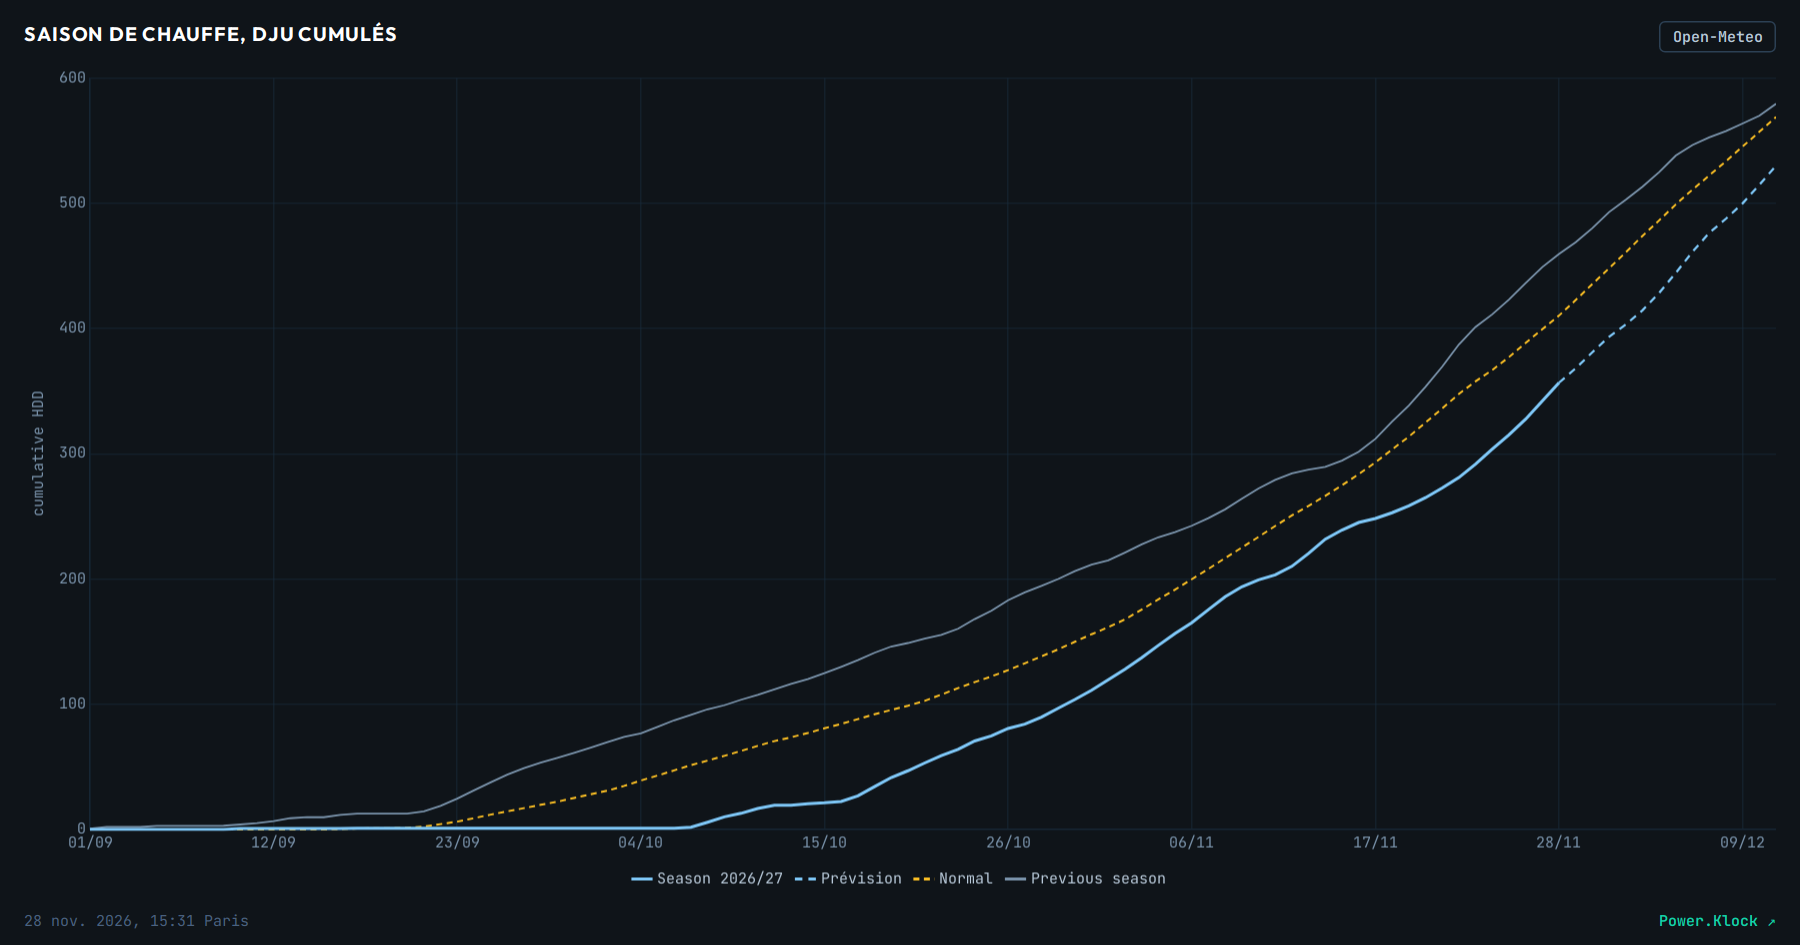 SAISON DE CHAUFFE, DJU CUMULÉS
Open-Meteo
cumulative HDD
600
500
400
300
200
100
0
01/09 12/09 23/09 04/10 15/10 26/10 06/11 17/11 28/11 09/12
Season 2026/27 Prévision Normal Previous season
28 nov. 2026, 15:31 Paris
Power.Klock ↗